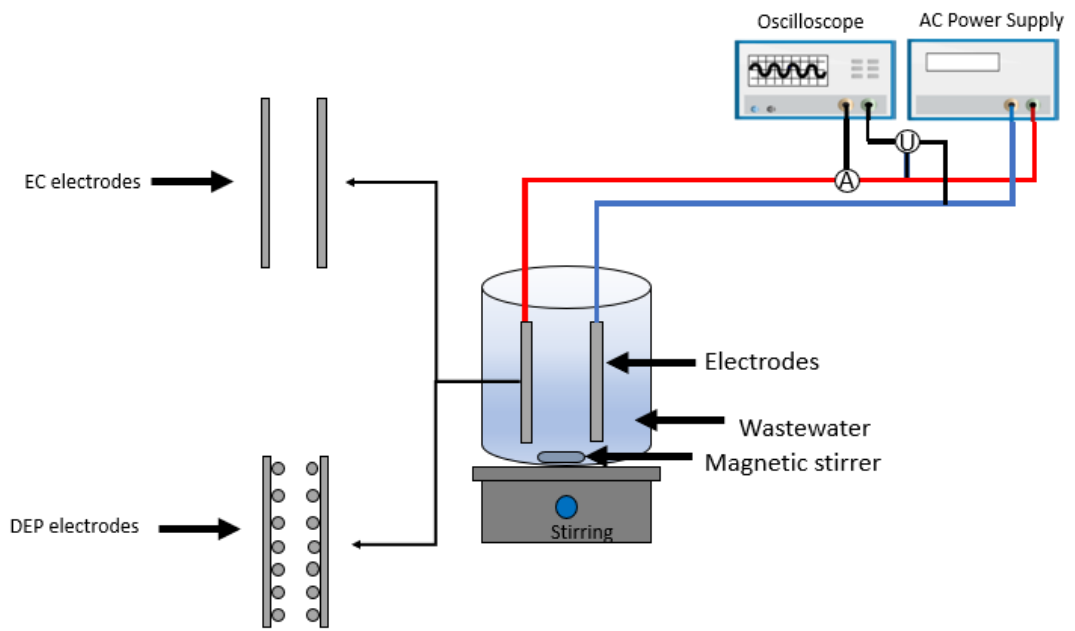 Oscilloscope
AC Power Supply
U
A
EC electrodes
Electrodes
Wastewater
Magnetic stirrer
DEP electrodes
Stirring